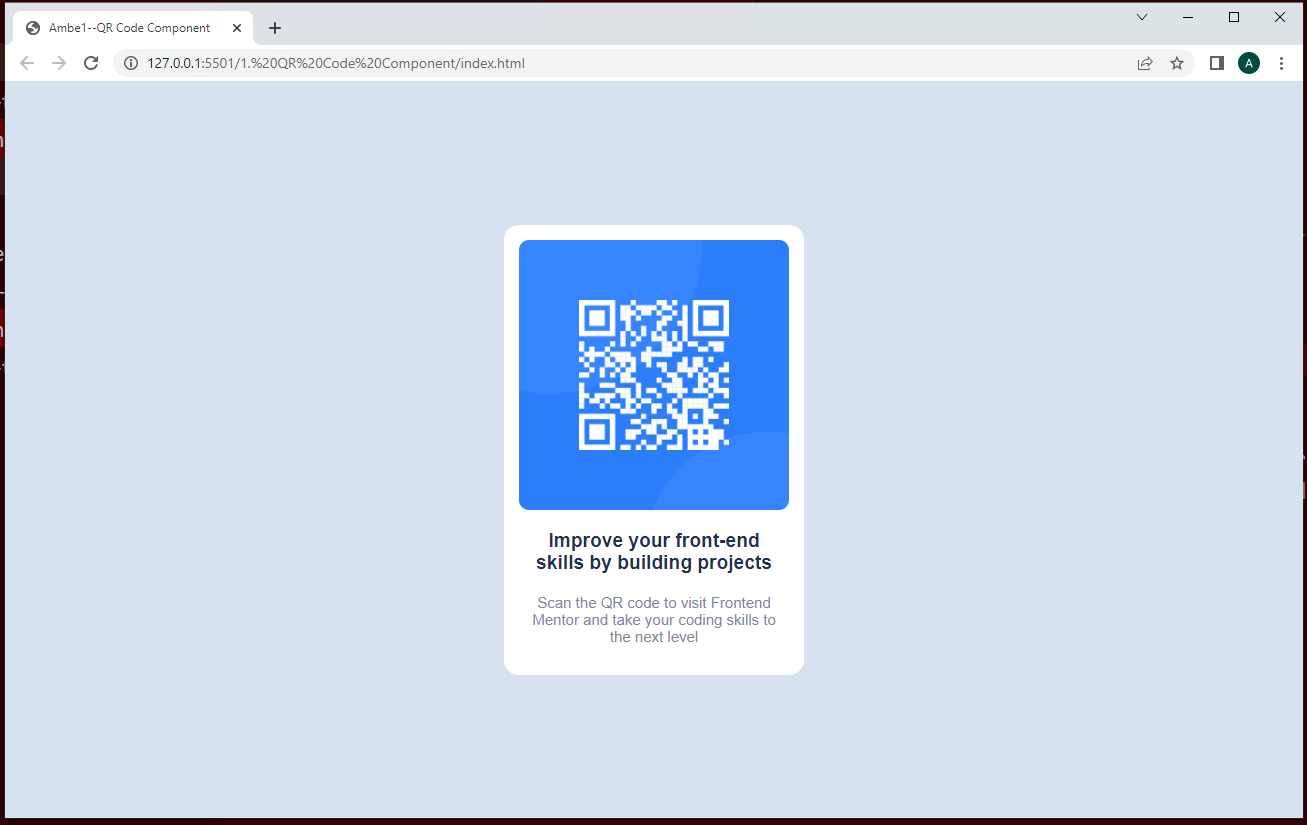 Ambe1--QR Code Component
127.0.0.1:5501/1.%20QR%20Code%20Component/index.html
A
Improve your front-end
skills by building projects
Scan the QR code to visit Frontend
Mentor and take your coding skills to
the next level